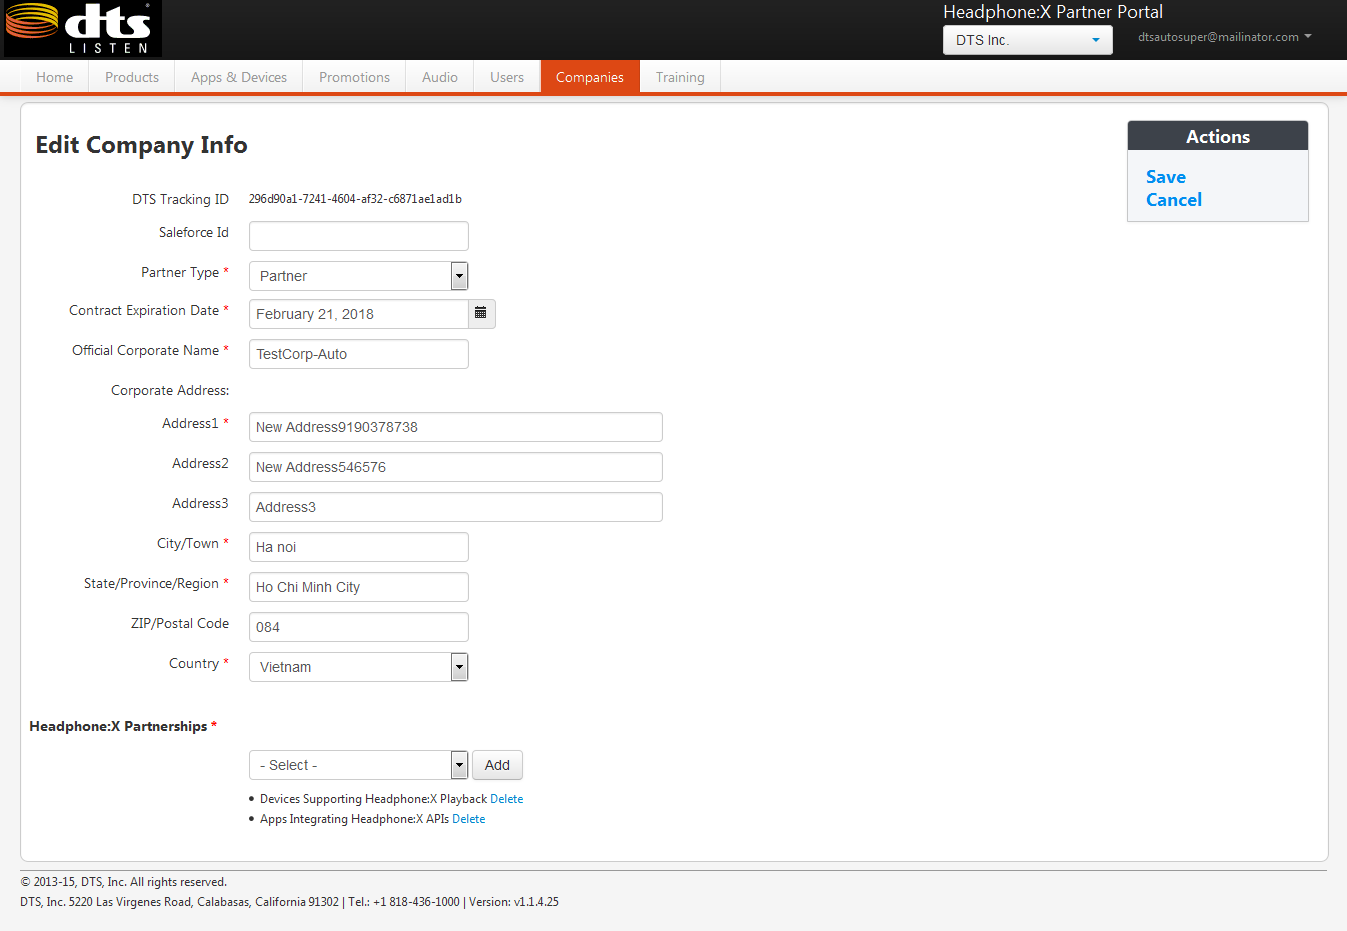 dts
LISTEN
Headphone:X Partner Portal
DTS Inc.
dtsautosuper@mailinator.com
Home Products Apps & Devices Promotions Audio Users Companies Training
Edit Company Info
Actions
Save
Cancel
DTS Tracking ID 296d90a1-7241-4604-af32-c6871ae1ad1b
Saleforce Id
Partner Type * Partner
Contract Expiration Date * February 21, 2018
Official Corporate Name * TestCorp-Auto
Corporate Address:
Address1 * New Address9190378738
Address2 New Address546576
Address3 Address3
City/Town * Ha noi
State/Province/Region * Ho Chi Minh City
ZIP/Postal Code 084
Country * Vietnam
Headphone:X Partnerships *
- Select - Add
• Devices Supporting Headphone:X Playback Delete
• Apps Integrating Headphone:X APIs Delete
© 2013-15, DTS, Inc. All rights reserved.
DTS, Inc. 5220 Las Virgenes Road, Calabasas, California 91302 | Tel.: +1 818-436-1000 | Version: v1.1.4.25